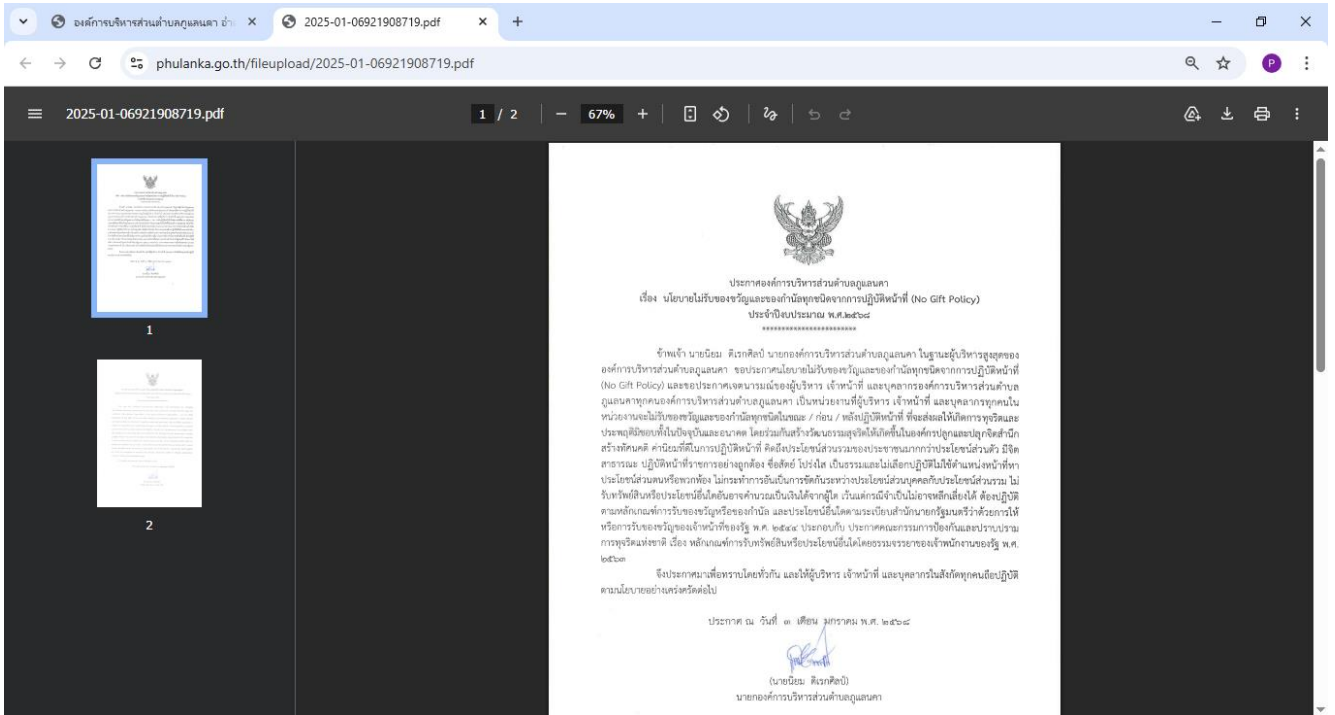 องค์การบริหารส่วนตำบลภูแลนคา อำเ
2025-01-06921908719.pdf
phulanka.go.th/fileupload/2025-01-06921908719.pdf
P
2025-01-06921908719.pdf
1 / 2
67%
1
2
ประกาศองค์การบริหารส่วนตำบลภูแลนคา
เรื่อง นโยบายไม่รับของขวัญและของกำนัลทุกชนิดจากการปฏิบัติหน้าที่ (No Gift Policy)
ประจำปีงบประมาณ พ.ศ.๒๕๖๘
************************
ข้าพเจ้า นายนิยม ดิเรกศิลป์ นายกองค์การบริหารส่วนตำบลภูแลนคา ในฐานะผู้บริหารสูงสุดของ
องค์การบริหารส่วนตำบลภูแลนคา ขอประกาศนโยบายไม่รับของขวัญและของกำนัลทุกชนิดจากการปฏิบัติหน้าที่
(No Gift Policy) และขอประกาศเจตนารมณ์ของผู้บริหาร เจ้าหน้าที่ และบุคลากรองค์การบริหารส่วนตำบล
ภูแลนคาทุกคนองค์การบริหารส่วนตำบลภูแลนคา เป็นหน่วยงานที่ผู้บริหาร เจ้าหน้าที่ และบุคลากรทุกคนใน
หน่วยงานจะไม่รับของขวัญและของกำนัลทุกชนิดในขณะ / ก่อน / หลังปฏิบัติหน้าที่ ที่จะส่งผลให้เกิดการทุจริตและ
ประพฤติมิชอบทั้งในปัจจุบันและอนาคต โดยร่วมกันสร้างวัฒนธรรมสุจริตให้เกิดขึ้นในองค์กรปลูกและปลุกจิตสำนึก
สร้างทัศนคติ ค่านิยมที่ดีในการปฏิบัติหน้าที่ คิดถึงประโยชน์ส่วนรวมของประชาชนมากกว่าประโยชน์ส่วนตัว มีจิต
สาธารณะ ปฏิบัติหน้าที่ราชการอย่างถูกต้อง ซื่อสัตย์ โปร่งใส เป็นธรรมและไม่เลือกปฏิบัติไม่ใช้ตำแหน่งหน้าที่หา
ประโยชน์ส่วนตนหรือพวกพ้อง ไม่กระทำการอันเป็นการขัดกันระหว่างประโยชน์ส่วนบุคคลกับประโยชน์ส่วนรวม ไม่
รับทรัพย์สินหรือประโยชน์อื่นใดอันอาจคำนวณเป็นเงินได้จากผู้ใด เว้นแต่กรณีจำเป็นไม่อาจหลีกเลี่ยงได้ ต้องปฏิบัติ
ตามหลักเกณฑ์การรับของขวัญหรือของกำนัล และประโยชน์อื่นใดตามระเบียบสำนักนายกรัฐมนตรีว่าด้วยการให้
หรือการรับของขวัญของเจ้าหน้าที่ของรัฐ พ.ศ. ๒๕๔๔ ประกอบกับ ประกาศคณะกรรมการป้องกันและปราบปราม
การทุจริตแห่งชาติ เรื่อง หลักเกณฑ์การรับทรัพย์สินหรือประโยชน์อื่นใดโดยธรรมจรรยาของเจ้าพนักงานของรัฐ พ.ศ.
๒๕๖๓
จึงประกาศมาเพื่อทราบโดยทั่วกัน และให้ผู้บริหาร เจ้าหน้าที่ และบุคลากรในสังกัดทุกคนถือปฏิบัติ
ตามนโยบายอย่างเคร่งครัดต่อไป
ประกาศ ณ วันที่ ๓ เดือน มกราคม พ.ศ. ๒๕๖๘
(นายนิยม ดิเรกศิลป์)
นายกองค์การบริหารส่วนตำบลภูแลนคา